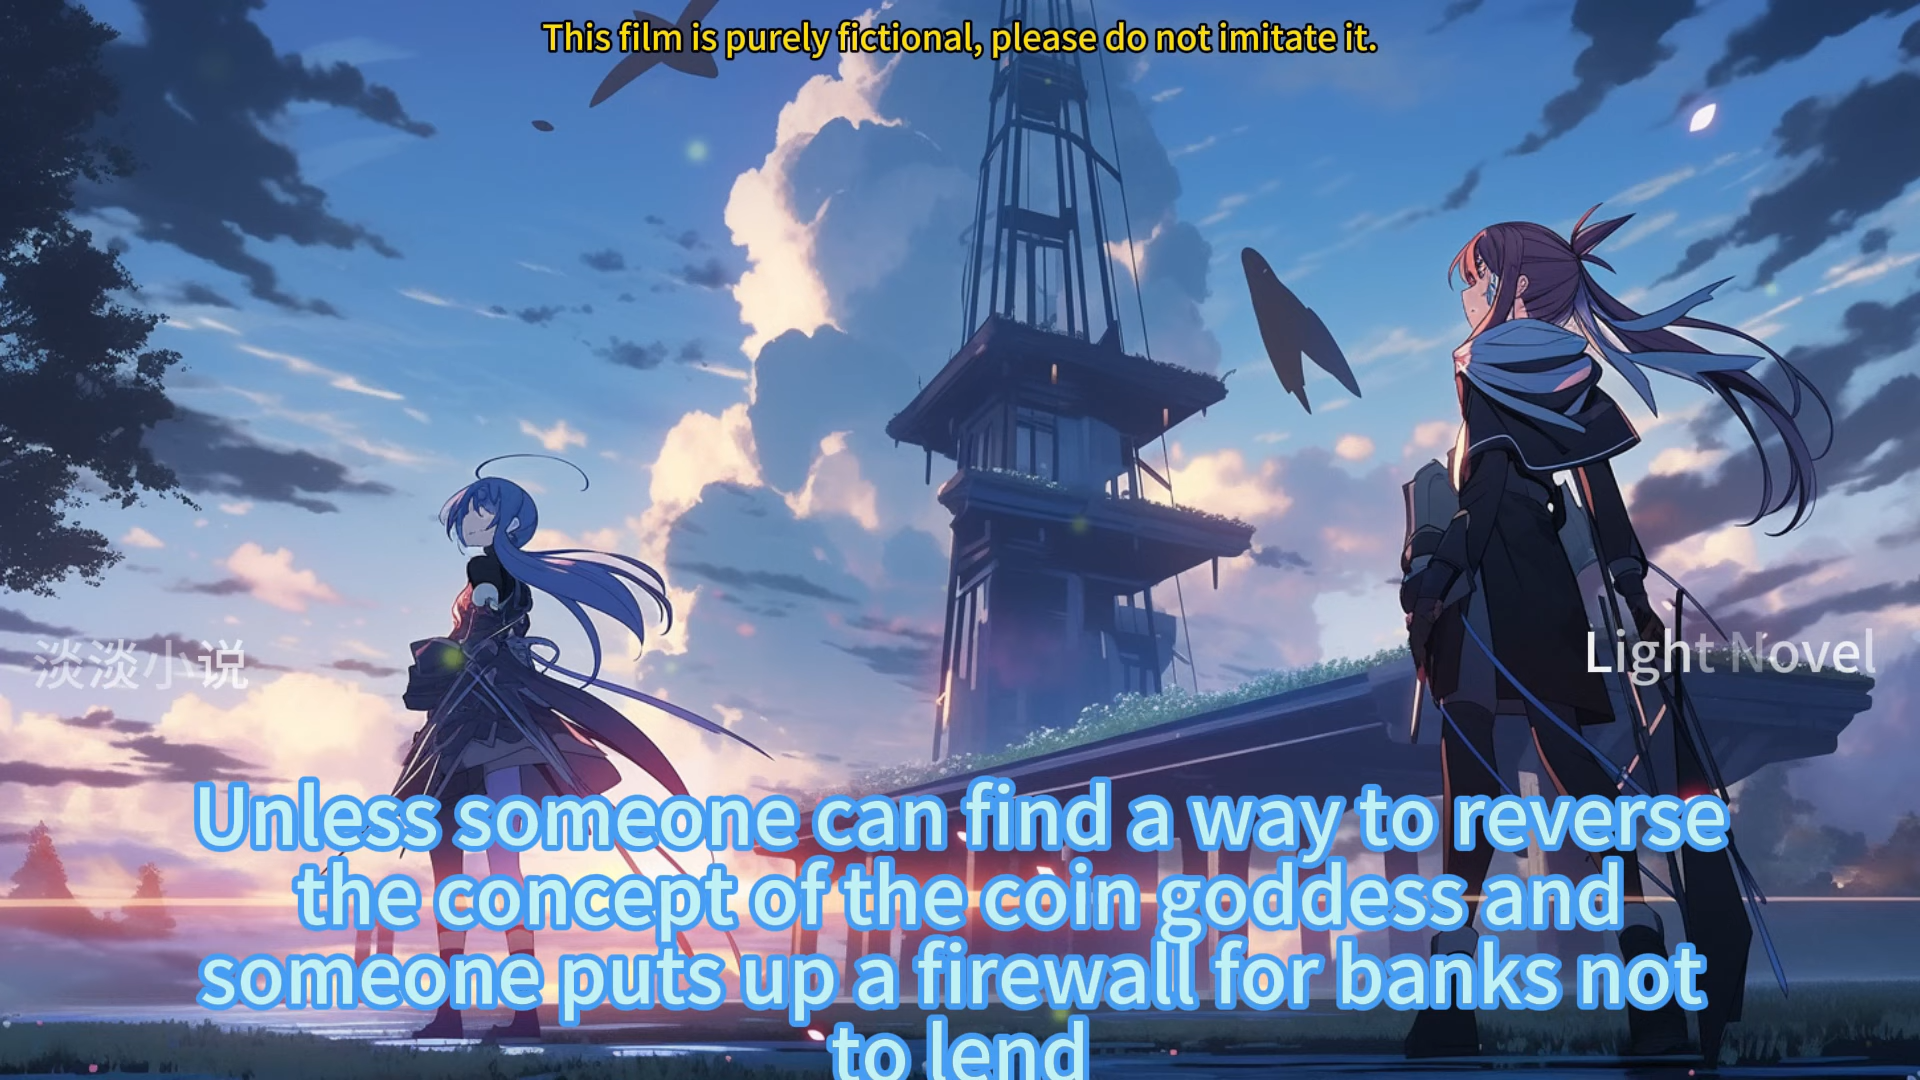 This film is purely fictional, please do not imitate it.
淡淡小说
Light Novel
Unless someone can find a way to reverse
the concept of the coin goddess and
someone puts up a firewall for banks not
to lend